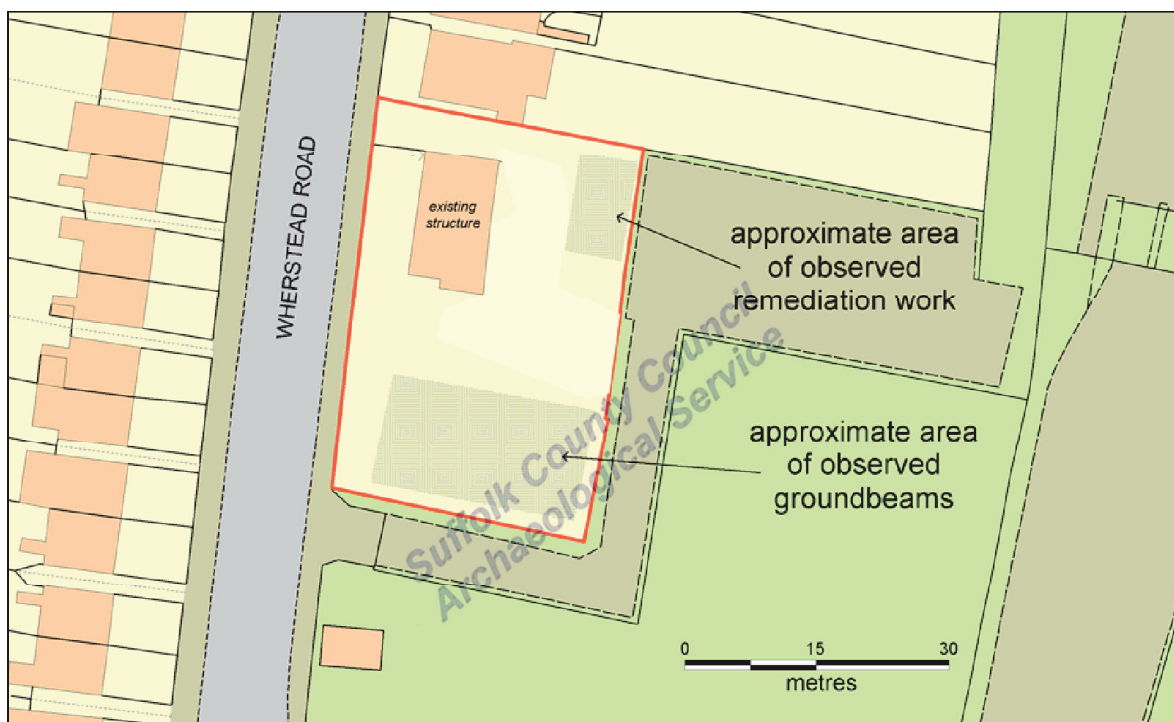 WHERSTEAD ROAD
existing
structure
approximate area
of observed
remediation work
approximate area
of observed
groundbeams
Suffolk County Council
Archaeological Service
0 15 30
metres